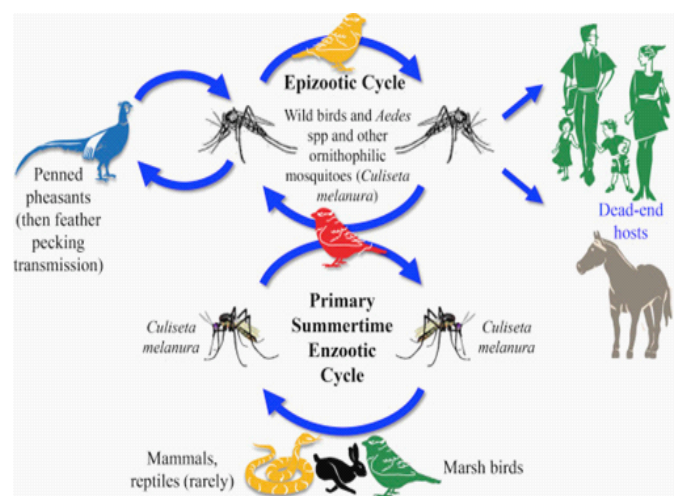 Epizootic Cycle
Wild birds and Aedes
spp and other
ornithophilic
mosquitoes (Culiseta
melanura)
Penned
pheasants
(then feather
pecking
transmission)
Dead-end
hosts
Primary
Summertime
Enzootic
Cycle
Culiseta
melanura
Culiseta
melanura
Mammals,
reptiles (rarely)
Marsh birds